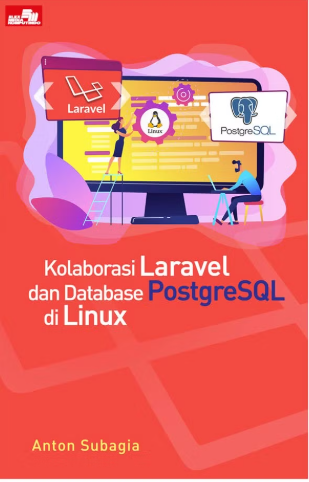 Laravel
Linux
PostgreSQL
Kolaborasi Laravel
dan Database PostgreSQL
di Linux
Anton Subagia